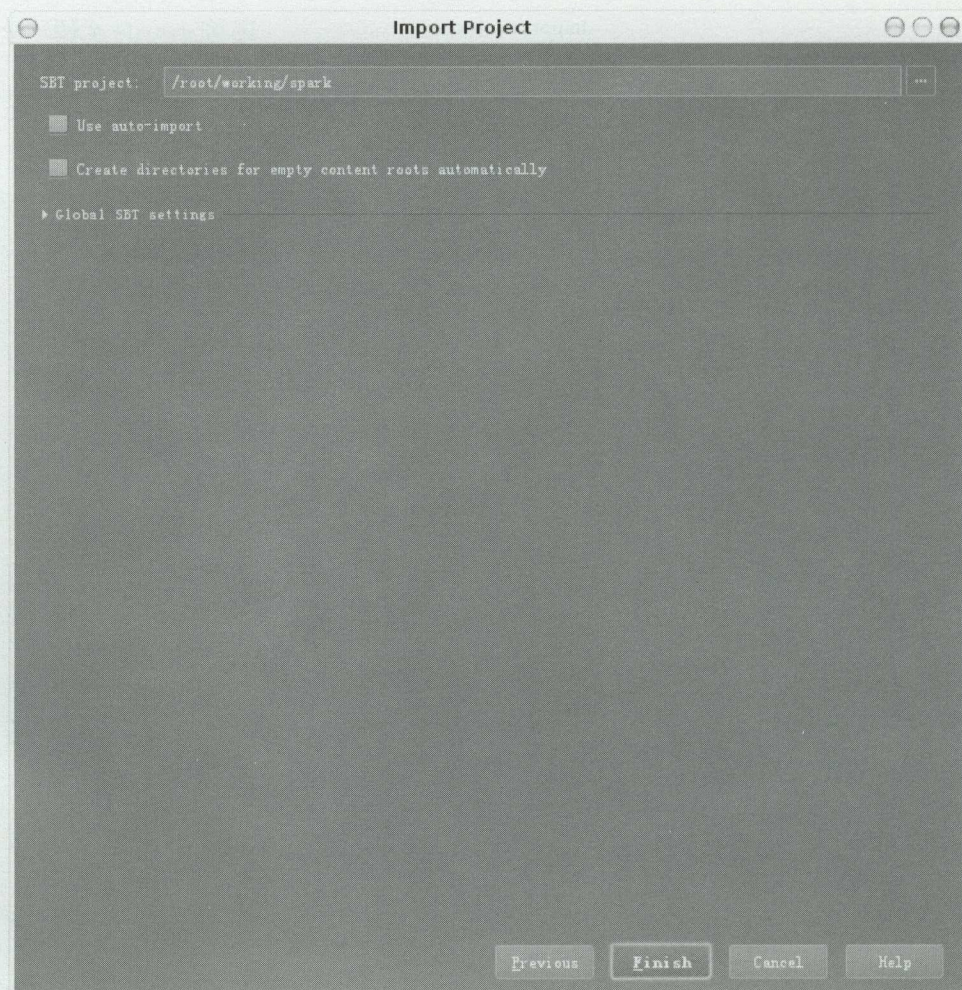 Import Project
SBT project: /root/working/spark ...
Use auto-import
Create directories for empty content roots automatically
Global SBT settings
Previous Finish Cancel Help